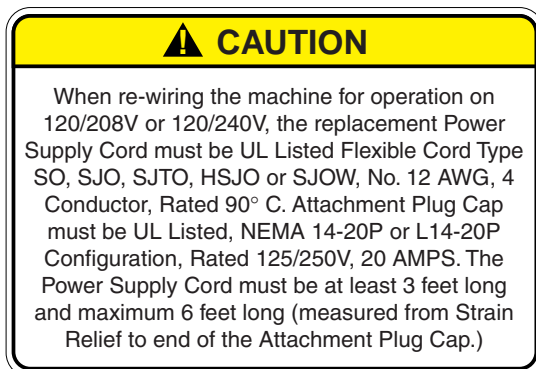 CAUTION
When re-wiring the machine for operation on
120/208V or 120/240V, the replacement Power
Supply Cord must be UL Listed Flexible Cord Type
SO, SJO, SJTO, HSJO or SJOW, No. 12 AWG, 4
Conductor, Rated 90° C. Attachment Plug Cap
must be UL Listed, NEMA 14-20P or L14-20P
Configuration, Rated 125/250V, 20 AMPS. The
Power Supply Cord must be at least 3 feet long
and maximum 6 feet long (measured from Strain
Relief to end of the Attachment Plug Cap.)